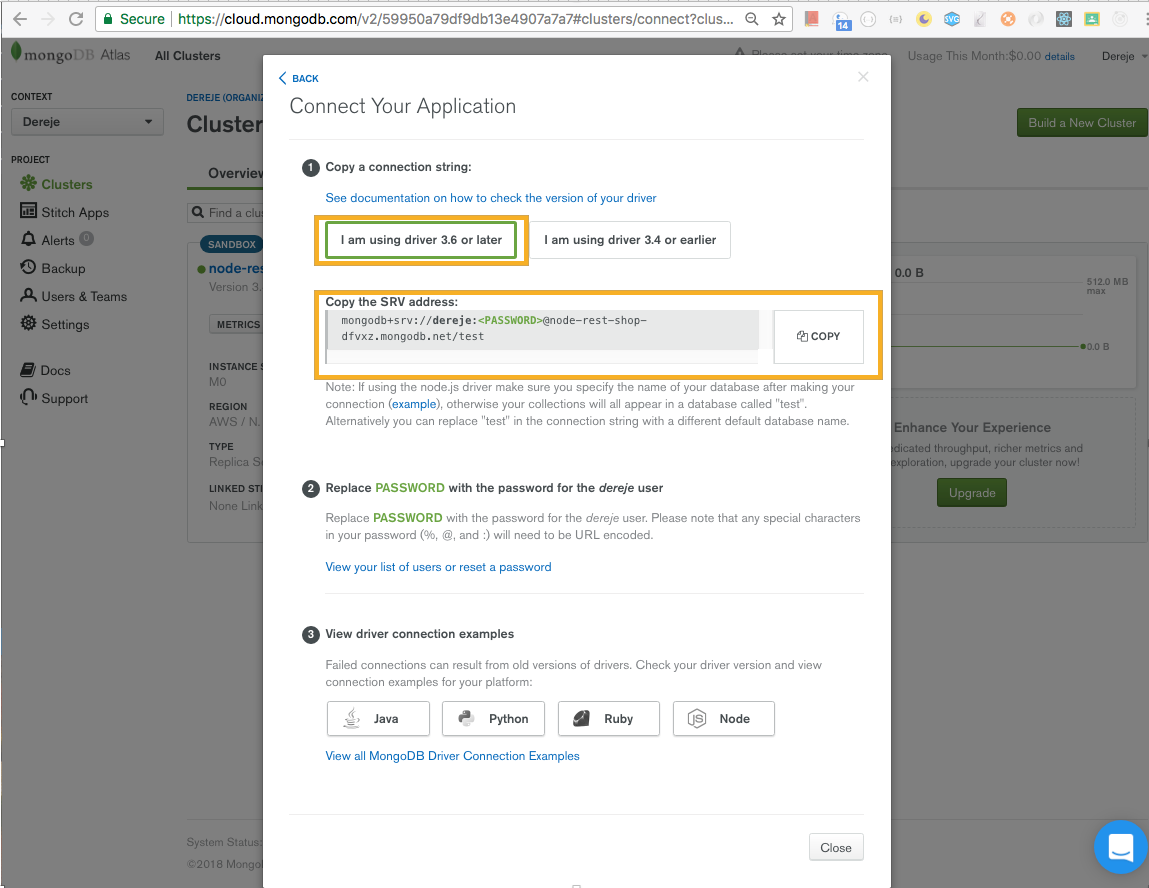 Secure
https://cloud.mongodb.com/v2/59950a79df9db13e4907a7a7#clusters/connect?clus...
14
SVG
mongoDB Atlas
All Clusters
Please set your time zone
Usage This Month:$0.00 details
Dereje
CONTEXT
Dereje
PROJECT
Clusters
Stitch Apps
Alerts 0
Backup
Users & Teams
Settings
Docs
Support
DEREJE (ORGANIZ
Cluster
Build a New Cluster
Overview
Find a clus
SANDBOX
node-res
Version 3.
METRICS
INSTANCE S
M0
REGION
AWS / N.
TYPE
Replica Se
LINKED STI
None Link
0.0 B
512.0 MB
max
0.0 B
Enhance Your Experience
dicated throughput, richer metrics and
exploration, upgrade your cluster now!
Upgrade
System Status:
©2018 MongoI
BACK
Connect Your Application
1 Copy a connection string:
See documentation on how to check the version of your driver
I am using driver 3.6 or later
I am using driver 3.4 or earlier
Copy the SRV address:
mongodb+srv://dereje:<PASSWORD>@node-rest-shop-
dfvxz.mongodb.net/test
COPY
Note: If using the node.js driver make sure you specify the name of your database after making your
connection (example), otherwise your collections will all appear in a database called "test".
Alternatively you can replace "test" in the connection string with a different default database name.
2 Replace PASSWORD with the password for the dereje user
Replace PASSWORD with the password for the dereje user. Please note that any special characters
in your password (%, @, and :) will need to be URL encoded.
View your list of users or reset a password
3 View driver connection examples
Failed connections can result from old versions of drivers. Check your driver version and view
connection examples for your platform:
Java
Python
Ruby
JS Node
View all MongoDB Driver Connection Examples
Close